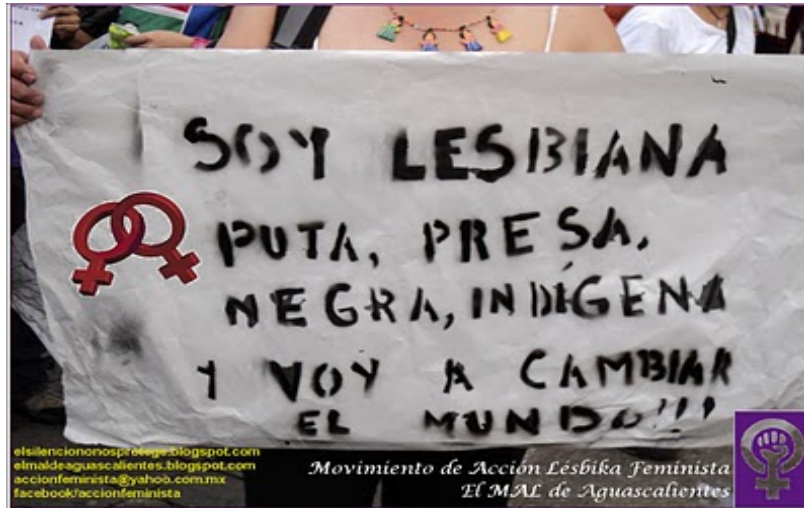 SOY LESBIANA
PUTA, PRESA,
NEGRA, INDÍGENA
Y VOY A CAMBIAR
EL MUNDO!!!
elsilenciononosprotege.blogspot.com
elmaldeaguascalientes.blogspot.com
accionfeminista@yahoo.com.mx
facebook/accionfeminista
Movimiento de Acción Lésbika Feminista
El MAL de Aguascalientes